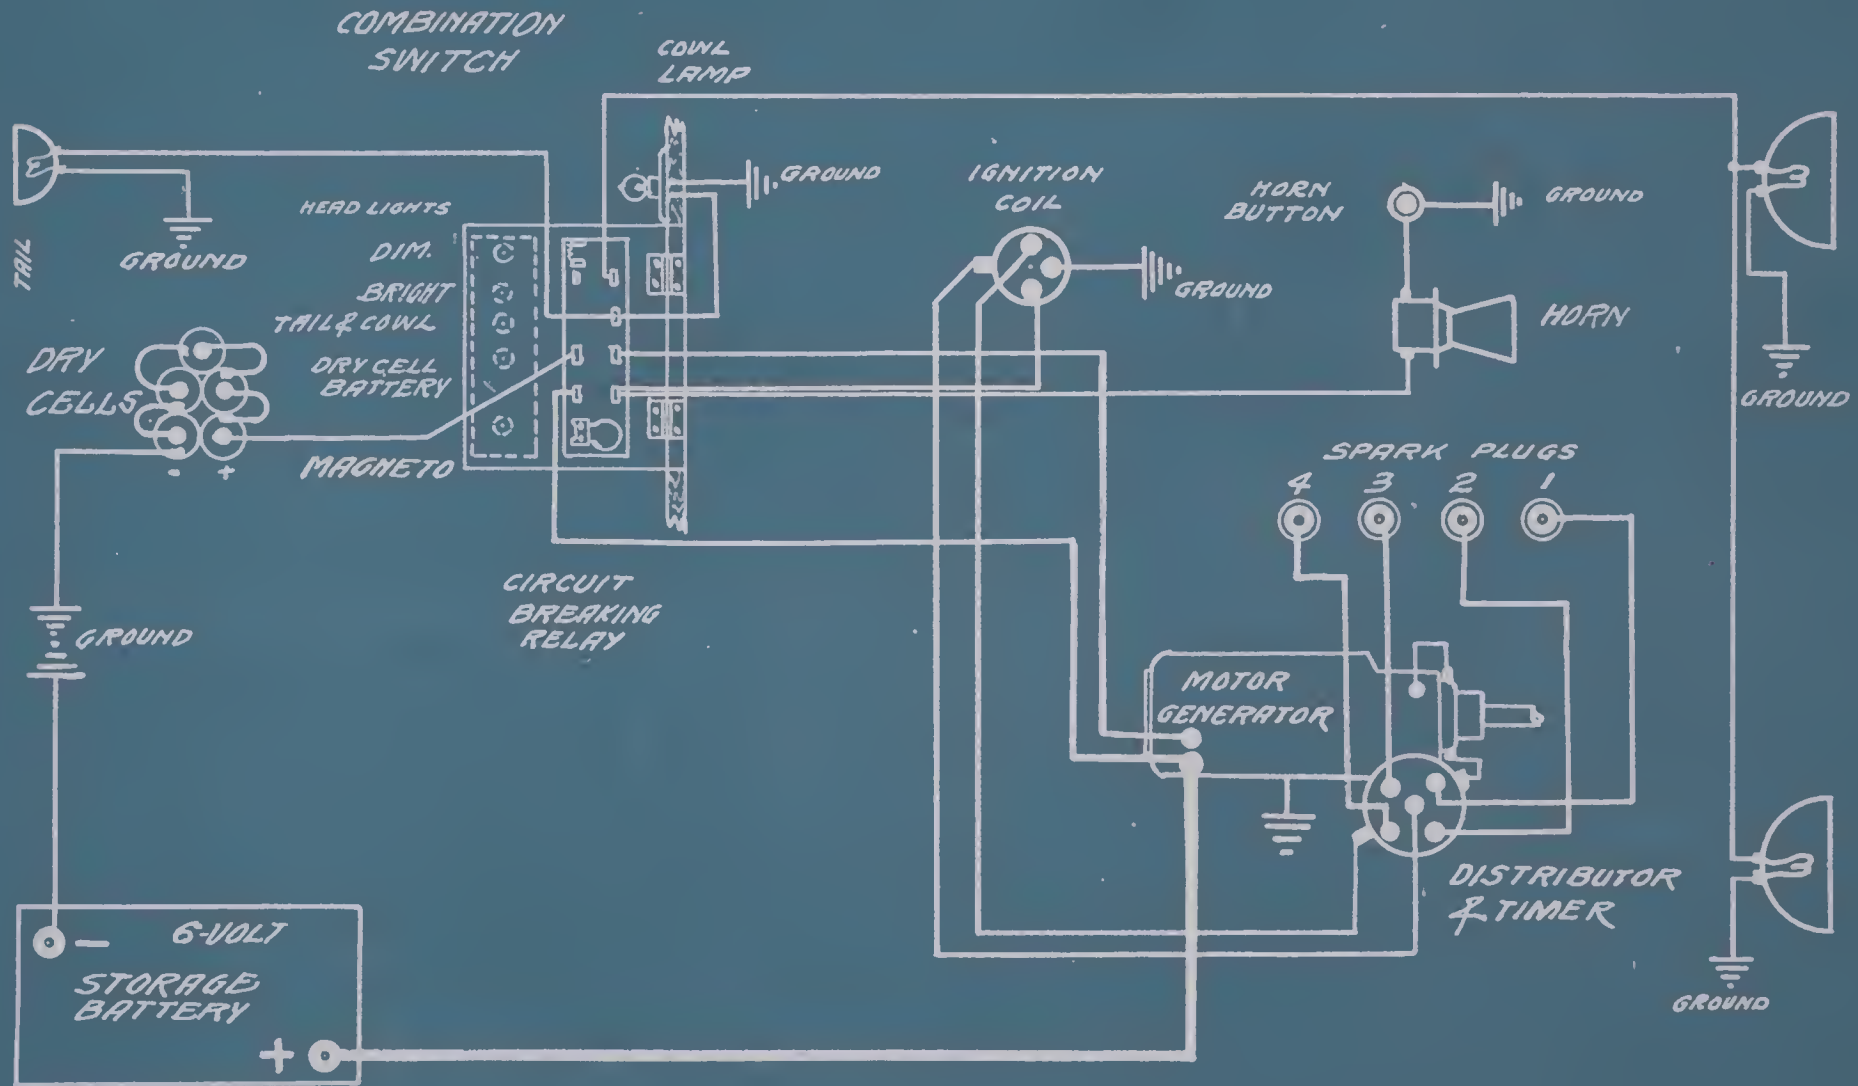 COMBINATION
SWITCH
COWL
LAMP
GROUND
IGNITION
COIL
HORN
BUTTON
GROUND
HEAD LIGHTS
DIM.
BRIGHT
TAIL & COWL
DRY CELL
BATTERY
MAGNETO
TAIL
GROUND
GROUND
HORN
DRY
CELLS
- +
GROUND
SPARK PLUGS
4 3 2 1
CIRCUIT
BREAKING
RELAY
GROUND
MOTOR
GENERATOR
DISTRIBUTOR
& TIMER
- 6-VOLT
STORAGE
BATTERY
+
GROUND